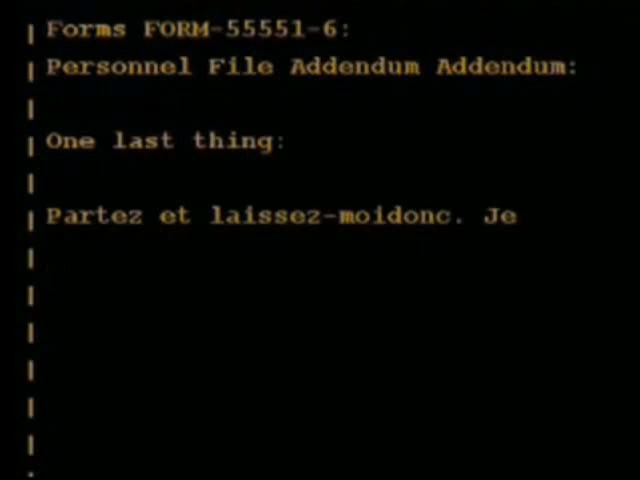 Forms FORM-55551-6:
Personnel File Addendum Addendum:
One last thing:
Partez et laissez-moidonc. Je